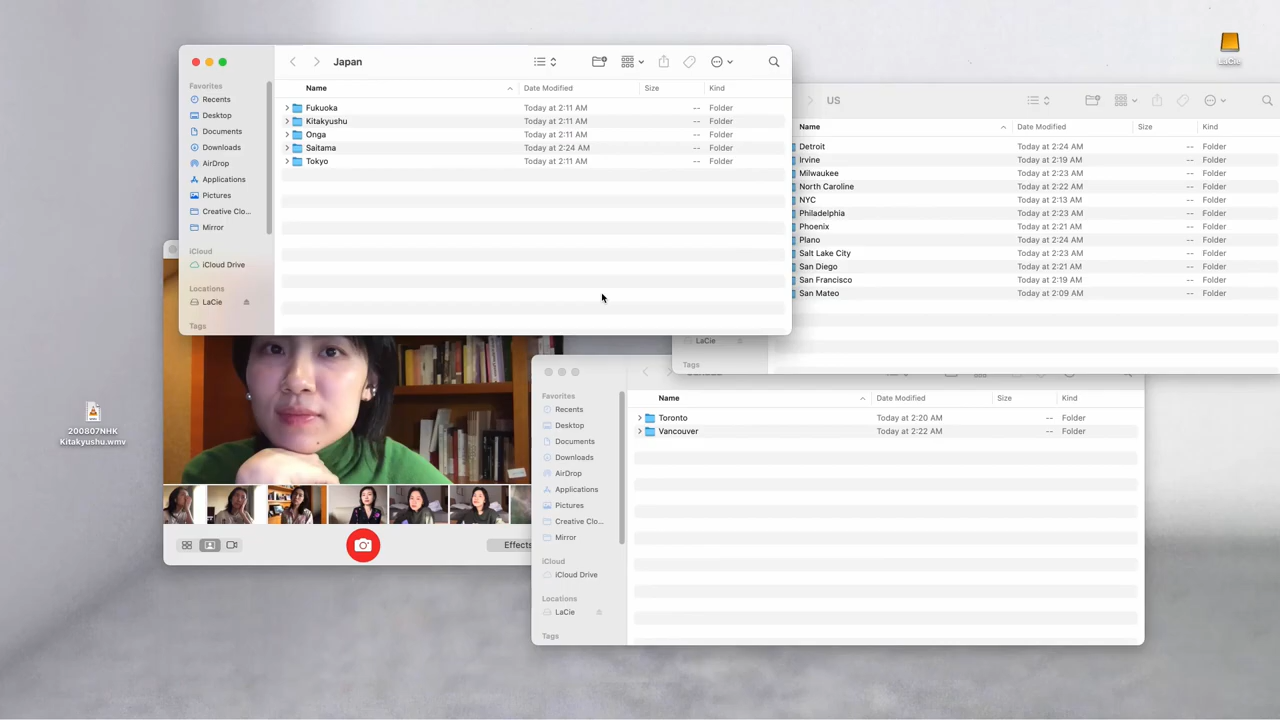 Japan
Favorites
Recents
Desktop
Documents
Downloads
AirDrop
Applications
Pictures
Creative Clo...
Mirror
iCloud
iCloud Drive
Locations
LaCie
Tags
Name Date Modified Size Kind
Fukuoka Today at 2:11 AM -- Folder
Kitakyushu Today at 2:11 AM -- Folder
Onga Today at 2:11 AM -- Folder
Saitama Today at 2:24 AM -- Folder
Tokyo Today at 2:11 AM -- Folder
LaCie
US
Name Date Modified Size Kind
Detroit Today at 2:24 AM -- Folder
Irvine Today at 2:19 AM -- Folder
Milwaukee Today at 2:23 AM -- Folder
North Caroline Today at 2:22 AM -- Folder
NYC Today at 2:13 AM -- Folder
Philadelphia Today at 2:23 AM -- Folder
Phoenix Today at 2:21 AM -- Folder
Plano Today at 2:24 AM -- Folder
Salt Lake City Today at 2:23 AM -- Folder
San Diego Today at 2:21 AM -- Folder
San Francisco Today at 2:19 AM -- Folder
San Mateo Today at 2:09 AM -- Folder
LaCie
Tags
200807NHK
Kitakyushu.wmv
Effects
Favorites
Recents
Desktop
Documents
Downloads
AirDrop
Applications
Pictures
Creative Clo...
Mirror
iCloud
iCloud Drive
Locations
LaCie
Tags
Name Date Modified Size Kind
Toronto Today at 2:20 AM -- Folder
Vancouver Today at 2:22 AM -- Folder